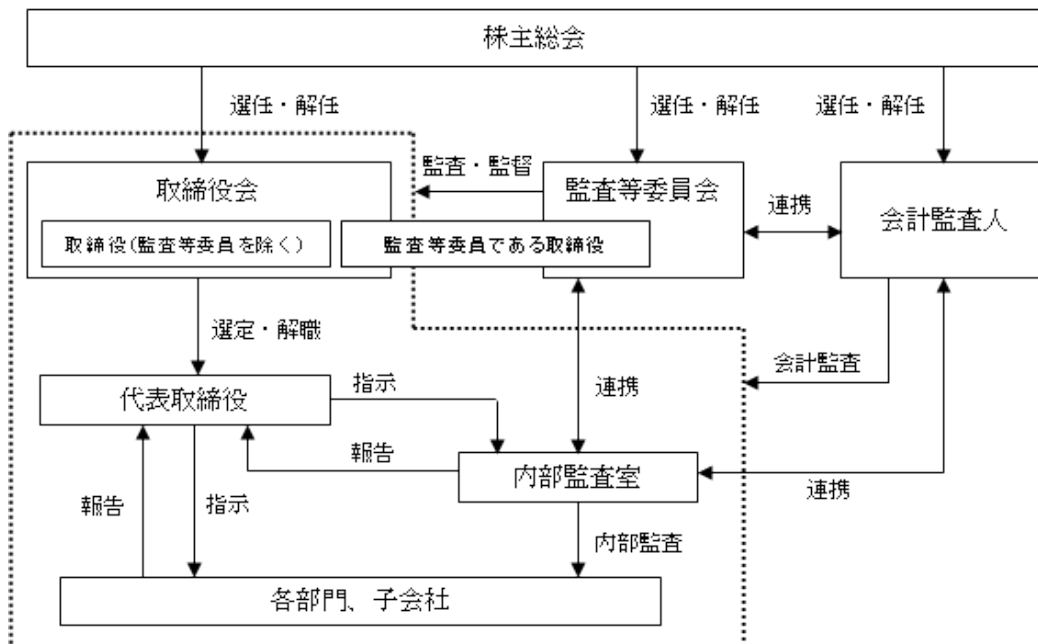 株主総会
選任・解任
選任・解任
選任・解任
取締役会
監査・監督
監査等委員会
連携
会計監査人
取締役(監査等委員を除く)
監査等委員である取締役
選定・解職
会計監査
代表取締役
指示
連携
報告
内部監査室
連携
報告
指示
内部監査
各部門、子会社